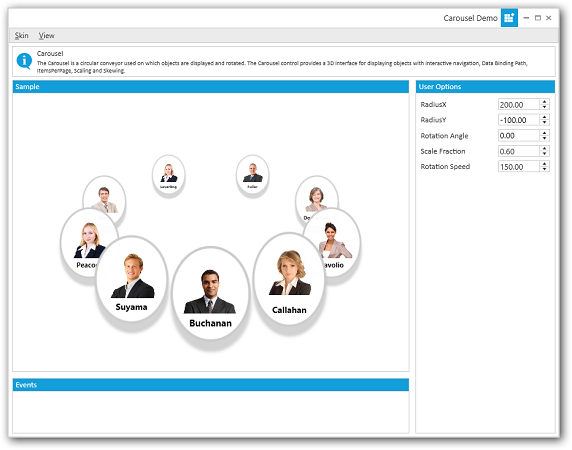 Carousel Demo
Skin View
Carousel
The Carousel is a circular conveyor used on which objects are displayed and rotated. The Carousel control provides a 3D interface for displaying objects with interactive navigation, Data Binding Path,
ItemsPerPage, Scaling and Skewing.
Sample
User Options
RadiusX 200.00
RadiusY -100.00
Rotation Angle 0.00
Scale Fraction 0.60
Rotation Speed 150.00
Leverling
Fuller
Peaco
avolio
Suyama
Buchanan
Callahan
Events